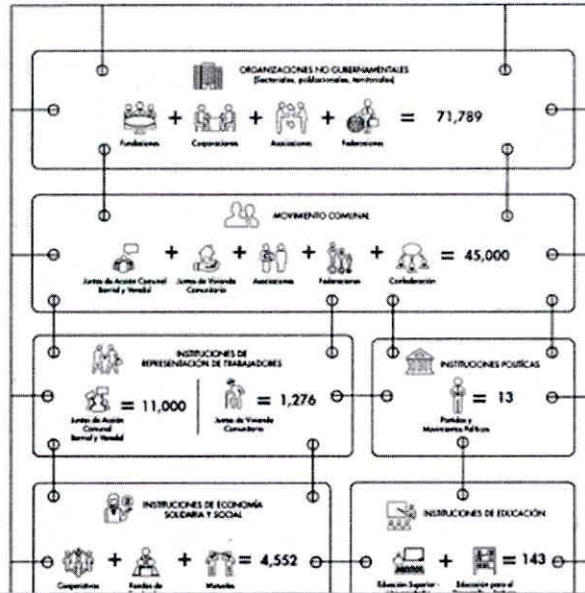 ORGANIZACIONES NO GUBERNAMENTALES
(Sectoriales, poblacionales, territoriales)
Fundaciones + Corporaciones + Asociaciones + Federaciones = 71,789
MOVIMIENTO COMUNAL
Juntas de Acción Comunal Barrial y Veredal + Juntas de Vivienda Comunitaria + Asociaciones + Federaciones + Confederación = 45,000
INSTITUCIONES DE
REPRESENTACIÓN DE TRABAJADORES
Juntas de Acción Comunal Barrial y Veredal = 11,000
Juntas de Vivienda Comunitaria = 1,276
INSTITUCIONES POLÍTICAS
= 13
Partidos y
Movimientos Políticos
INSTITUCIONES DE ECONOMÍA
SOLIDARIA Y SOCIAL
Cooperativas + Fondos de + Mutuales = 4,552
INSTITUCIONES DE EDUCACIÓN
Educación Superior - + Educación para el = 143